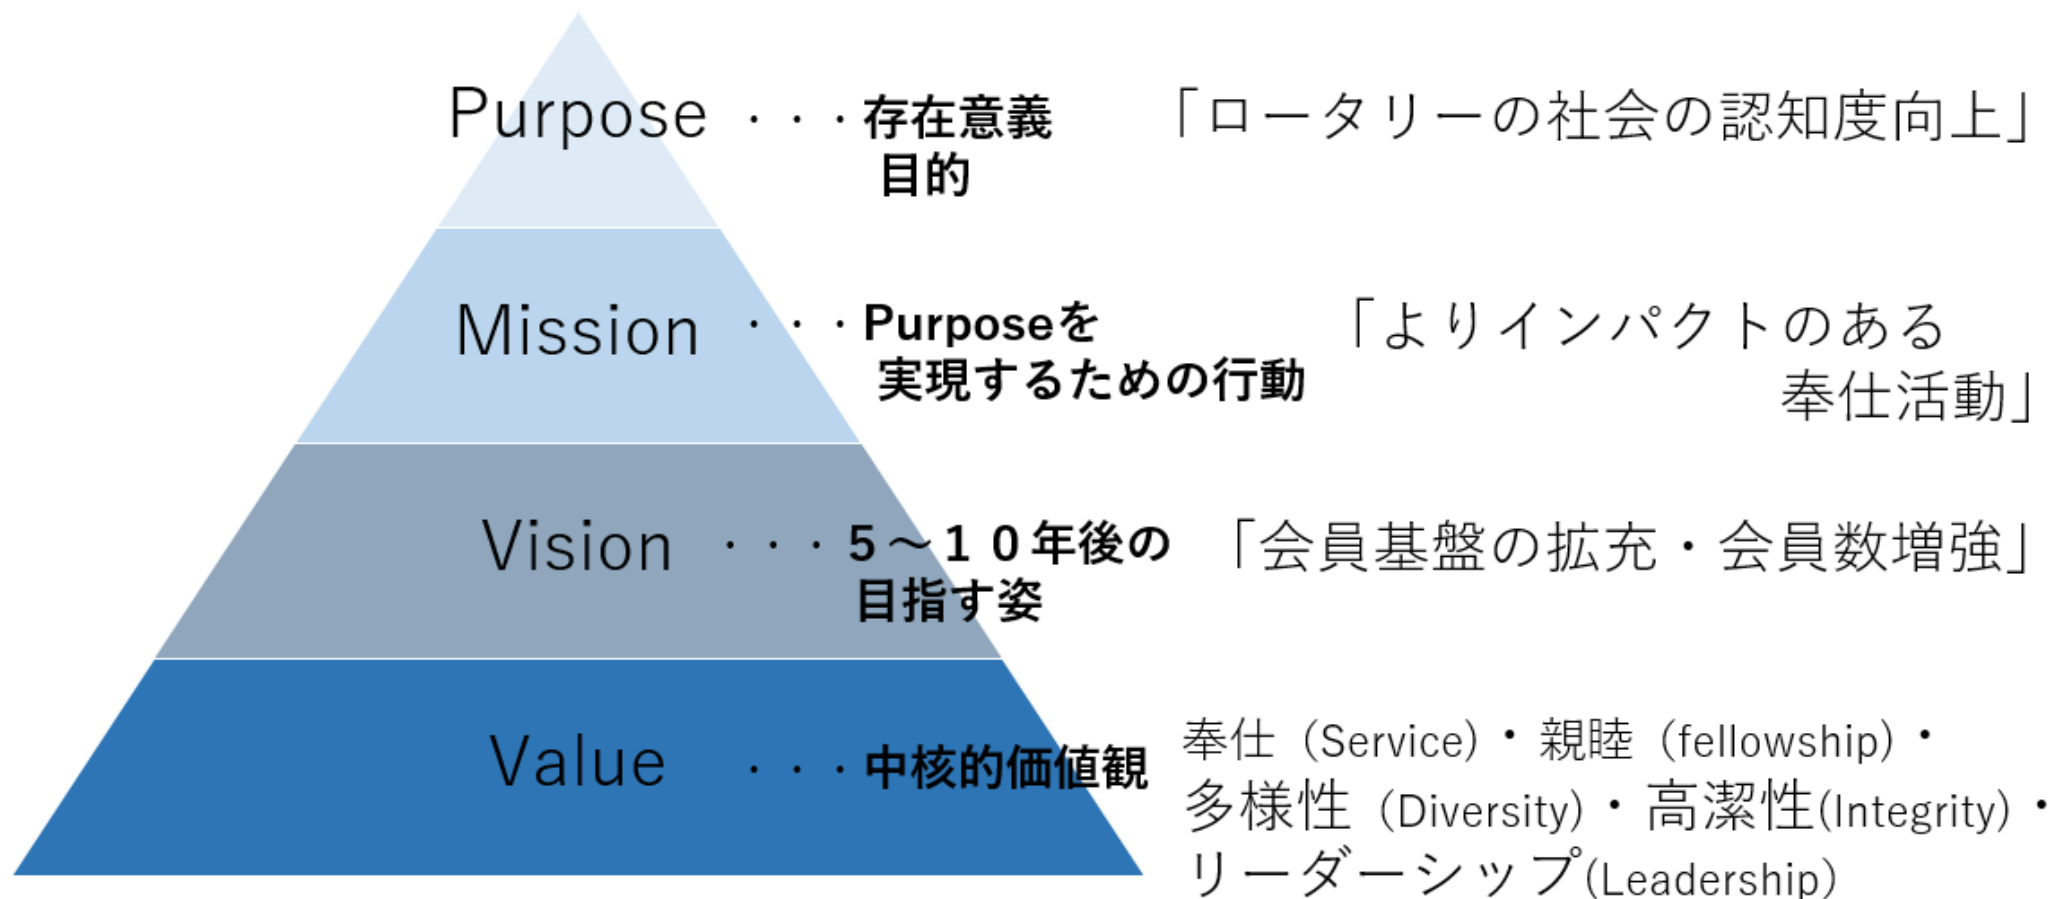 Purpose ・・・存在意義 「ロータリーの社会の認知度向上」
目的
Mission ・・・Purposeを 「よりインパクトのある
実現するための行動 奉仕活動」
Vision ・・・５～１０年後の 「会員基盤の拡充・会員数増強」
目指す姿
Value ・・・中核的価値観 奉仕（Service）・親睦（fellowship）・
多様性（Diversity）・高潔性(Integrity)・
リーダーシップ(Leadership）